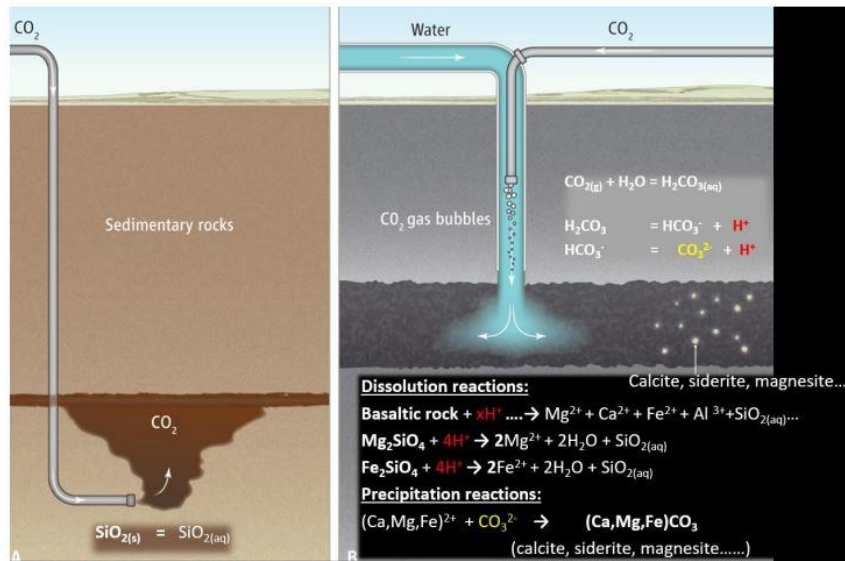 CO₂
Sedimentary rocks
CO₂
SiO₂₍ₛ₎ = SiO₂₍ₐq₎
A
Water
CO₂
CO₂ gas bubbles
CO₂₍g₎ + H₂O = H₂CO₃₍ₐq₎
H₂CO₃ = HCO₃⁻ + H⁺
HCO₃⁻ = CO₃²⁻ + H⁺
Calcite, siderite, magnesite....
Dissolution reactions:
Basaltic rock + xH⁺ ....→ Mg²⁺ + Ca²⁺ + Fe²⁺ + Al ³⁺+SiO₂₍ₐq₎...
Mg₂SiO₄ + 4H⁺ → 2Mg²⁺ + 2H₂O + SiO₂₍ₐq₎
Fe₂SiO₄ + 4H⁺ → 2Fe²⁺ + 2H₂O + SiO₂₍ₐq₎
Precipitation reactions:
(Ca,Mg,Fe)²⁺ + CO₃²⁻ → (Ca,Mg,Fe)CO₃
(calcite, siderite, magnesite......)
B